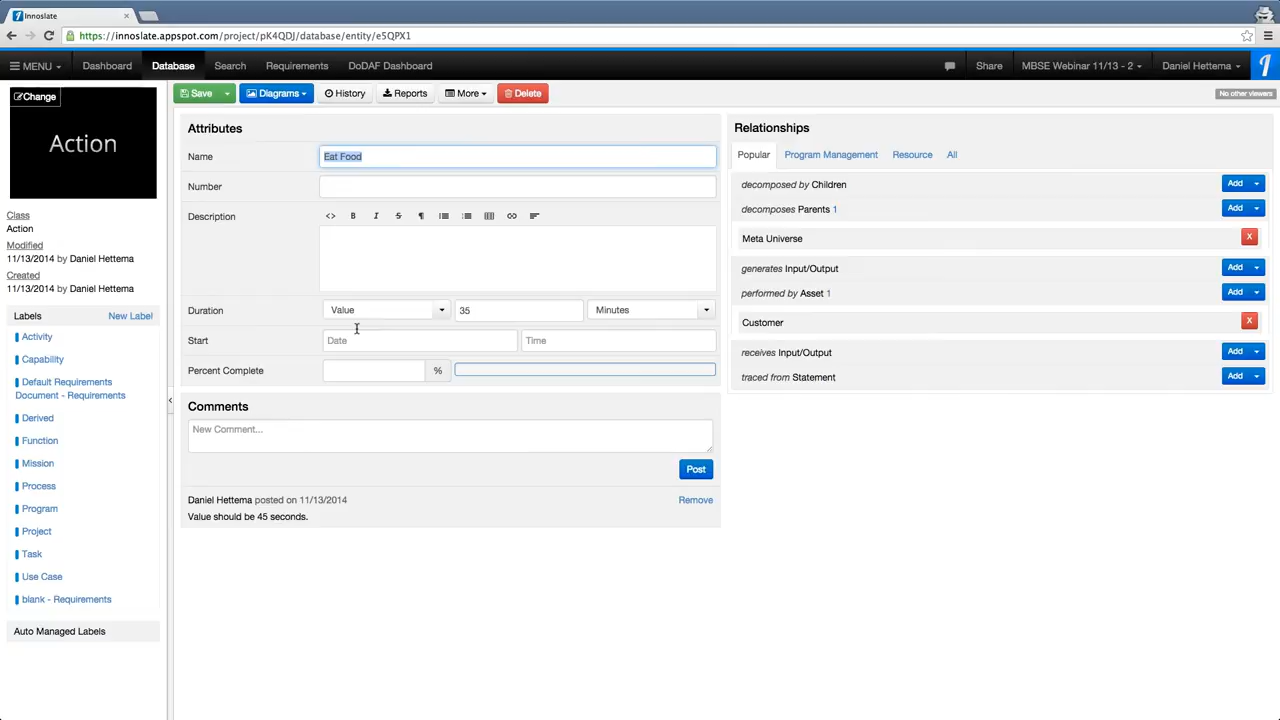 Innoslate
https://innoslate.appspot.com/project/pK4QDJ/database/entity/e5QPX1
MENU Dashboard Database Search Requirements DoDAF Dashboard Share MBSE Webinar 11/13 - 2 Daniel Hettema
Change
Action
Save Diagrams History Reports More Delete
No other viewers
Class
Action
Modified
11/13/2014 by Daniel Hettema
Created
11/13/2014 by Daniel Hettema
Labels New Label
Activity
Capability
Default Requirements
Document - Requirements
Derived
Function
Mission
Process
Program
Project
Task
Use Case
blank - Requirements
Auto Managed Labels
Attributes
Name Eat Food
Number
Description
Duration Value 35 Minutes
Start Date Time
Percent Complete %
Comments
New Comment...
Post
Daniel Hettema posted on 11/13/2014 Remove
Value should be 45 seconds.
Relationships
Popular Program Management Resource All
decomposed by Children Add
decomposes Parents 1 Add
Meta Universe X
generates Input/Output Add
performed by Asset 1 Add
Customer X
receives Input/Output Add
traced from Statement Add